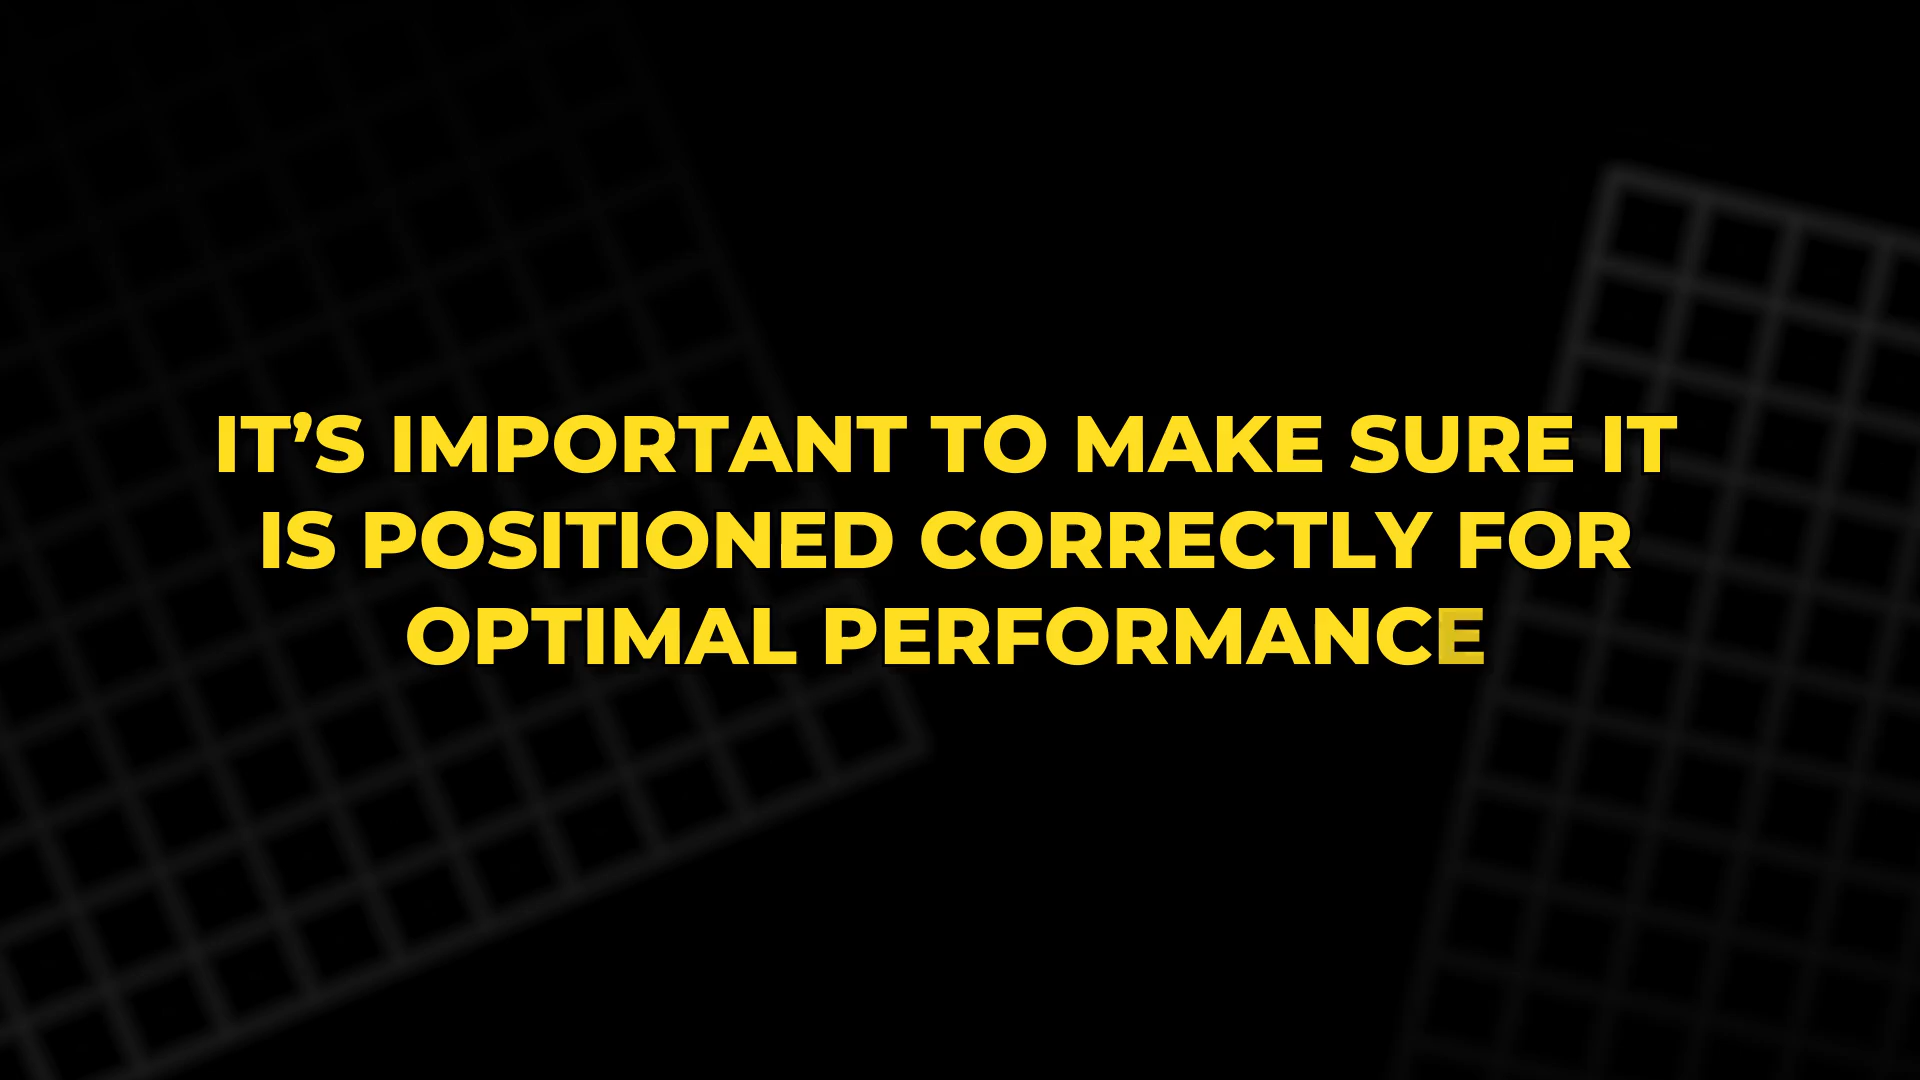 IT’S IMPORTANT TO MAKE SURE IT
IS POSITIONED CORRECTLY FOR
OPTIMAL PERFORMANCE